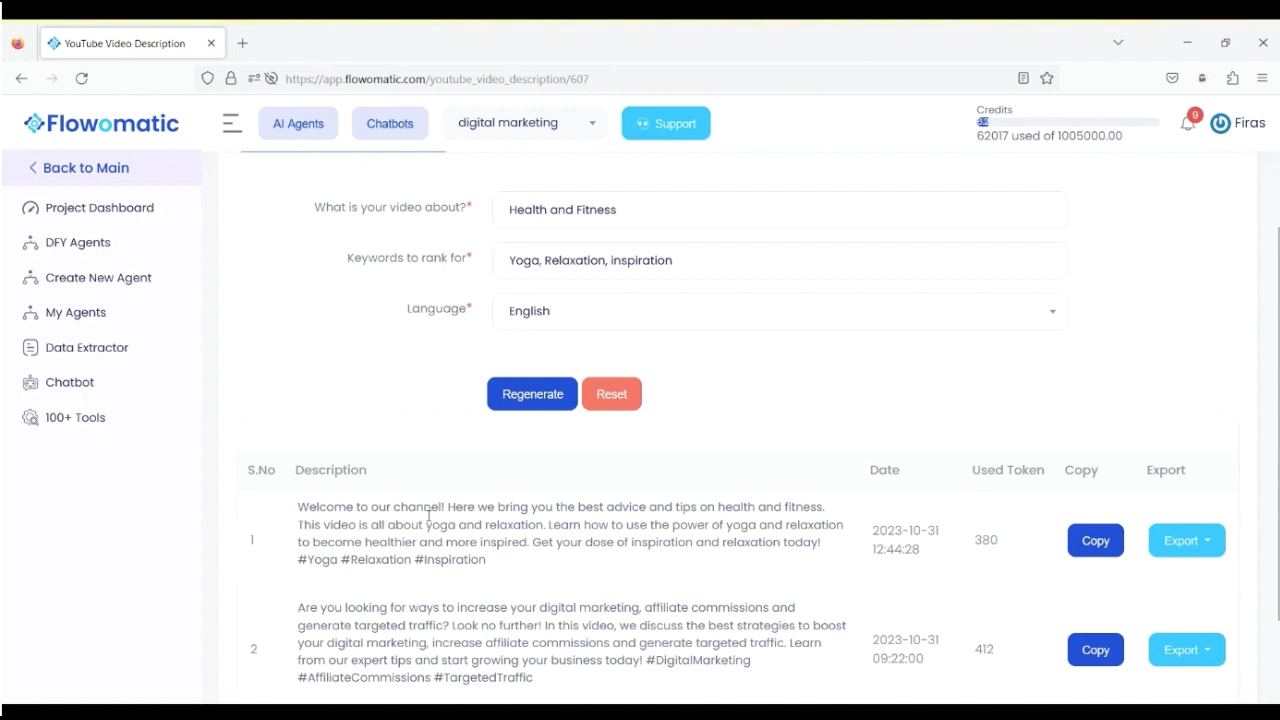 YouTube Video Description
https://app.flowomatic.com/youtube_video_description/607
Flowomatic
AI Agents
Chatbots
digital marketing
Support
Credits
62017 used of 1005000.00
9
Firas
Back to Main
Project Dashboard
DFY Agents
Create New Agent
My Agents
Data Extractor
Chatbot
100+ Tools
What is your video about?*
Health and Fitness
Keywords to rank for*
Yoga, Relaxation, inspiration
Language*
English
Regenerate
Reset
S.No
Description
Date
Used Token
Copy
Export
1
Welcome to our channel! Here we bring you the best advice and tips on health and fitness.
This video is all about yoga and relaxation. Learn how to use the power of yoga and relaxation
to become healthier and more inspired. Get your dose of inspiration and relaxation today!
#Yoga #Relaxation #Inspiration
2023-10-31
12:44:28
380
Copy
Export
2
Are you looking for ways to increase your digital marketing, affiliate commissions and
generate targeted traffic? Look no further! In this video, we discuss the best strategies to boost
your digital marketing, increase affiliate commissions and generate targeted traffic. Learn
from our expert tips and start growing your business today! #DigitalMarketing
#AffiliateCommissions #TargetedTraffic
2023-10-31
09:22:00
412
Copy
Export